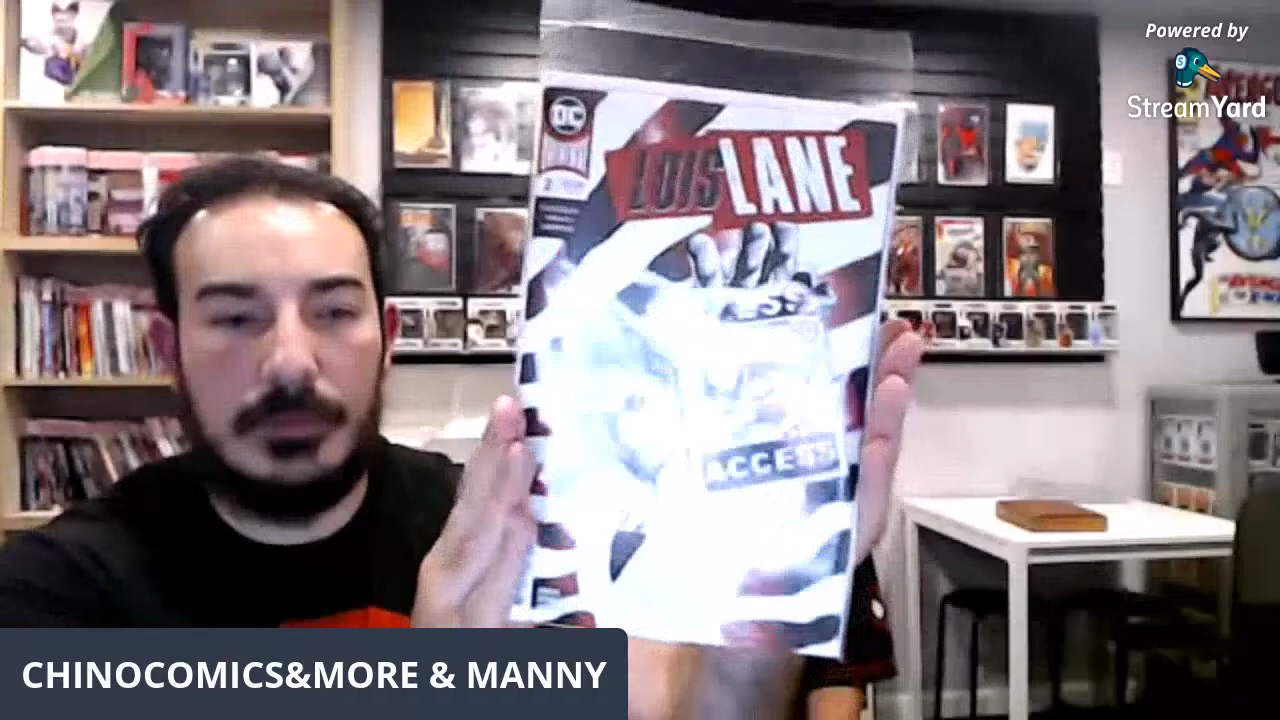 Powered by
StreamYard
DC
LOIS LANE
ACCESS
CHINOCOMICS&MORE & MANNY